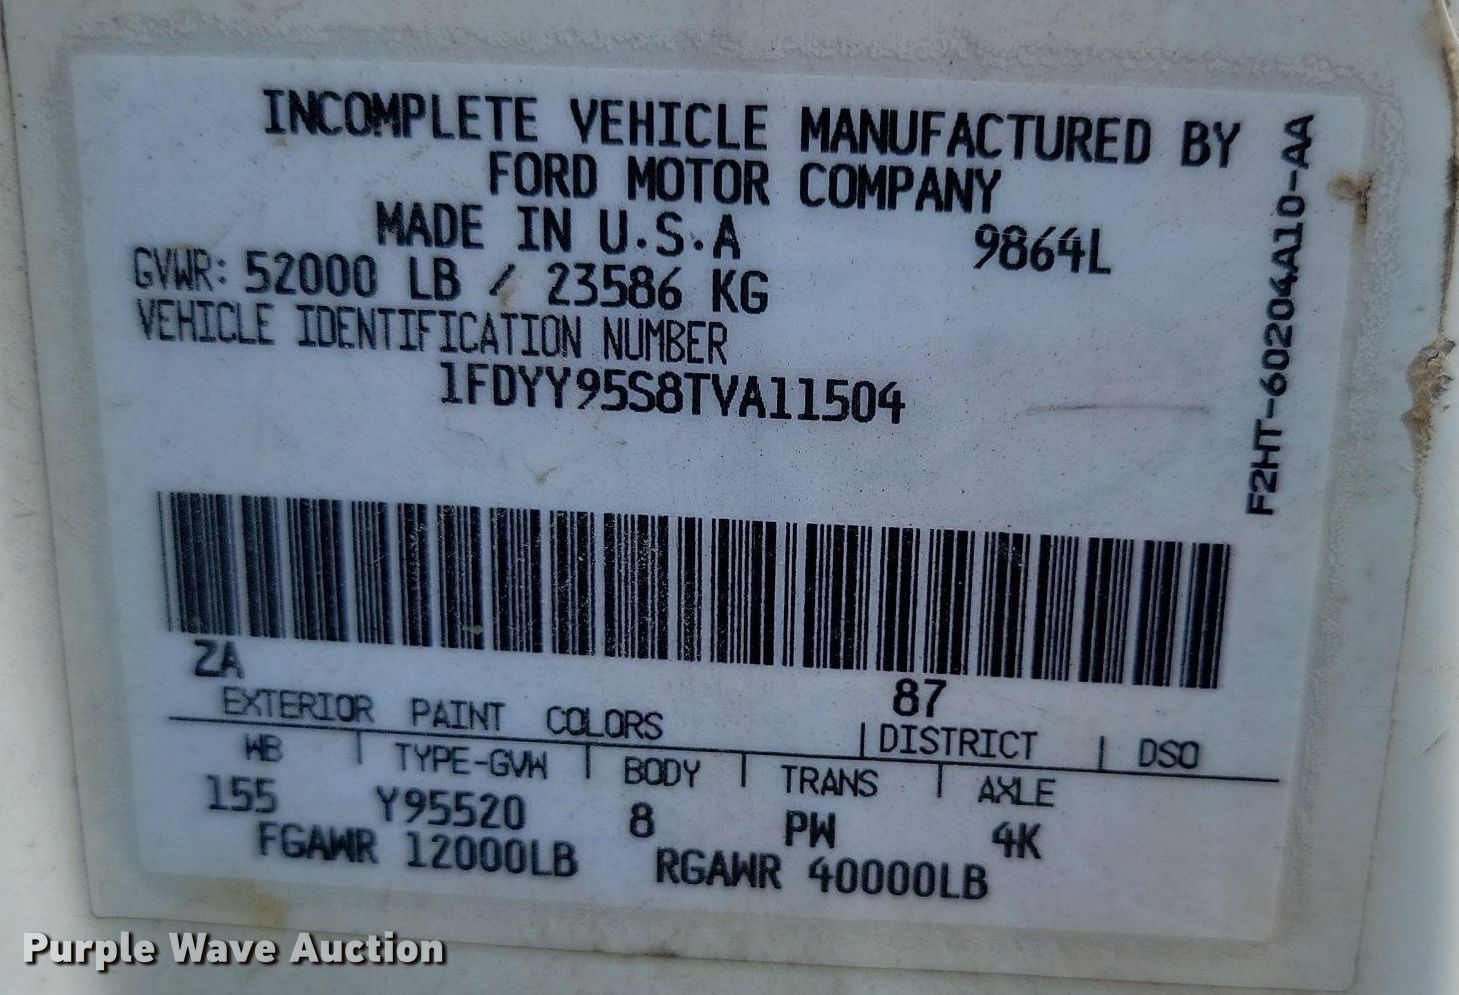 INCOMPLETE VEHICLE MANUFACTURED BY
FORD MOTOR COMPANY
MADE IN U.S.A
9864L
GVWR: 52000 LB / 23586 KG
VEHICLE IDENTIFICATION NUMBER
1FDYY95S8TVA11504
F2HT-60204A10-AA
ZA
87
EXTERIOR PAINT COLORS | DISTRICT | DSO
WB | TYPE-GVW | BODY | TRANS | AXLE
155 Y95520 8 PW 4K
FGAWR 12000LB RGAWR 40000LB
Purple Wave Auction